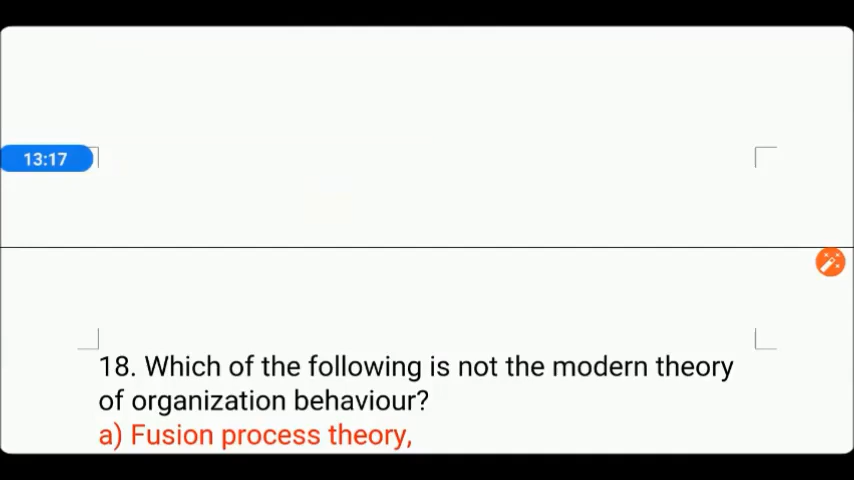 13:17
18. Which of the following is not the modern theory
of organization behaviour?
a) Fusion process theory,